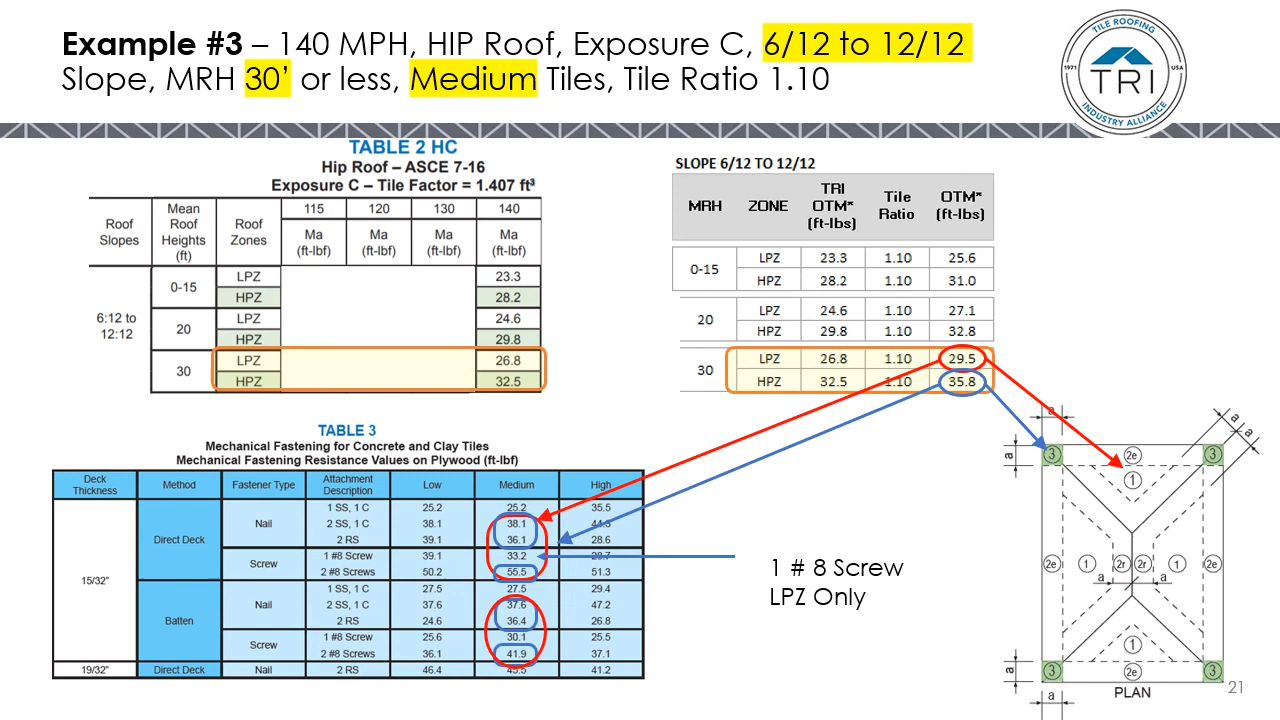 Example #3 – 140 MPH, HIP Roof, Exposure C, 6/12 to 12/12
Slope, MRH 30’ or less, Medium Tiles, Tile Ratio 1.10
TILE ROOFING
1971 TRI USA
INDUSTRY ALLIANCE
TABLE 2 HC
Hip Roof – ASCE 7-16
Exposure C – Tile Factor = 1.407 ft³
Roof Slopes Mean Roof Heights (ft) Roof Zones 115 120 130 140
Ma (ft-lbf) Ma (ft-lbf) Ma (ft-lbf) Ma (ft-lbf)
6:12 to 12:12 0-15 LPZ 23.3
HPZ 28.2
20 LPZ 24.6
HPZ 29.8
30 LPZ 26.8
HPZ 32.5
SLOPE 6/12 TO 12/12
MRH ZONE TRI OTM* (ft-lbs) Tile Ratio OTM* (ft-lbs)
0-15 LPZ 23.3 1.10 25.6
HPZ 28.2 1.10 31.0
20 LPZ 24.6 1.10 27.1
HPZ 29.8 1.10 32.8
30 LPZ 26.8 1.10 29.5
HPZ 32.5 1.10 35.8
TABLE 3
Mechanical Fastening for Concrete and Clay Tiles
Mechanical Fastening Resistance Values on Plywood (ft-lbf)
Deck Thickness Method Fastener Type Attachment Description Low Medium High
15/32" Direct Deck Nail 1 SS, 1 C 25.2 25.2 35.5
2 SS, 1 C 38.1 38.1 44.3
2 RS 39.1 36.1 28.6
Screw 1 #8 Screw 39.1 33.2 28.7
2 #8 Screws 50.2 55.5 51.3
Batten Nail 1 SS, 1 C 27.5 27.5 29.4
2 SS, 1 C 37.6 37.6 47.2
2 RS 24.6 36.4 26.8
Screw 1 #8 Screw 25.6 30.1 25.5
2 #8 Screws 36.1 41.9 37.1
19/32" Direct Deck Nail 2 RS 46.4 45.5 41.2
1 # 8 Screw
LPZ Only
a a a
a 3 2e 3
1
2e 1 2r 2r 1 2e
a a
1
a 3 2e 3
PLAN
a
21